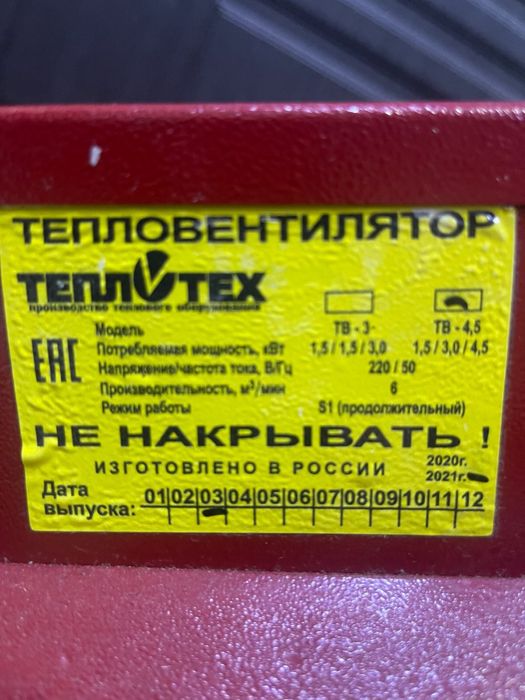 ТЕПЛОВЕНТИЛЯТОР
ТЕПЛОТЕХ
производство теплового оборудования
Модель ТВ - 3 ТВ - 4,5
Потребляемая мощность, кВт 1,5 / 1,5 / 3,0 1,5 / 3,0 / 4,5
Напряжение/частота тока, В/Гц 220 / 50
Производительность, м³/мин 6
Режим работы S1 (продолжительный)
ЕАС
НЕ НАКРЫВАТЬ !
ИЗГОТОВЛЕНО В РОССИИ 2020г.
2021г.
Дата выпуска: 01 02 03 04 05 06 07 08 09 10 11 12